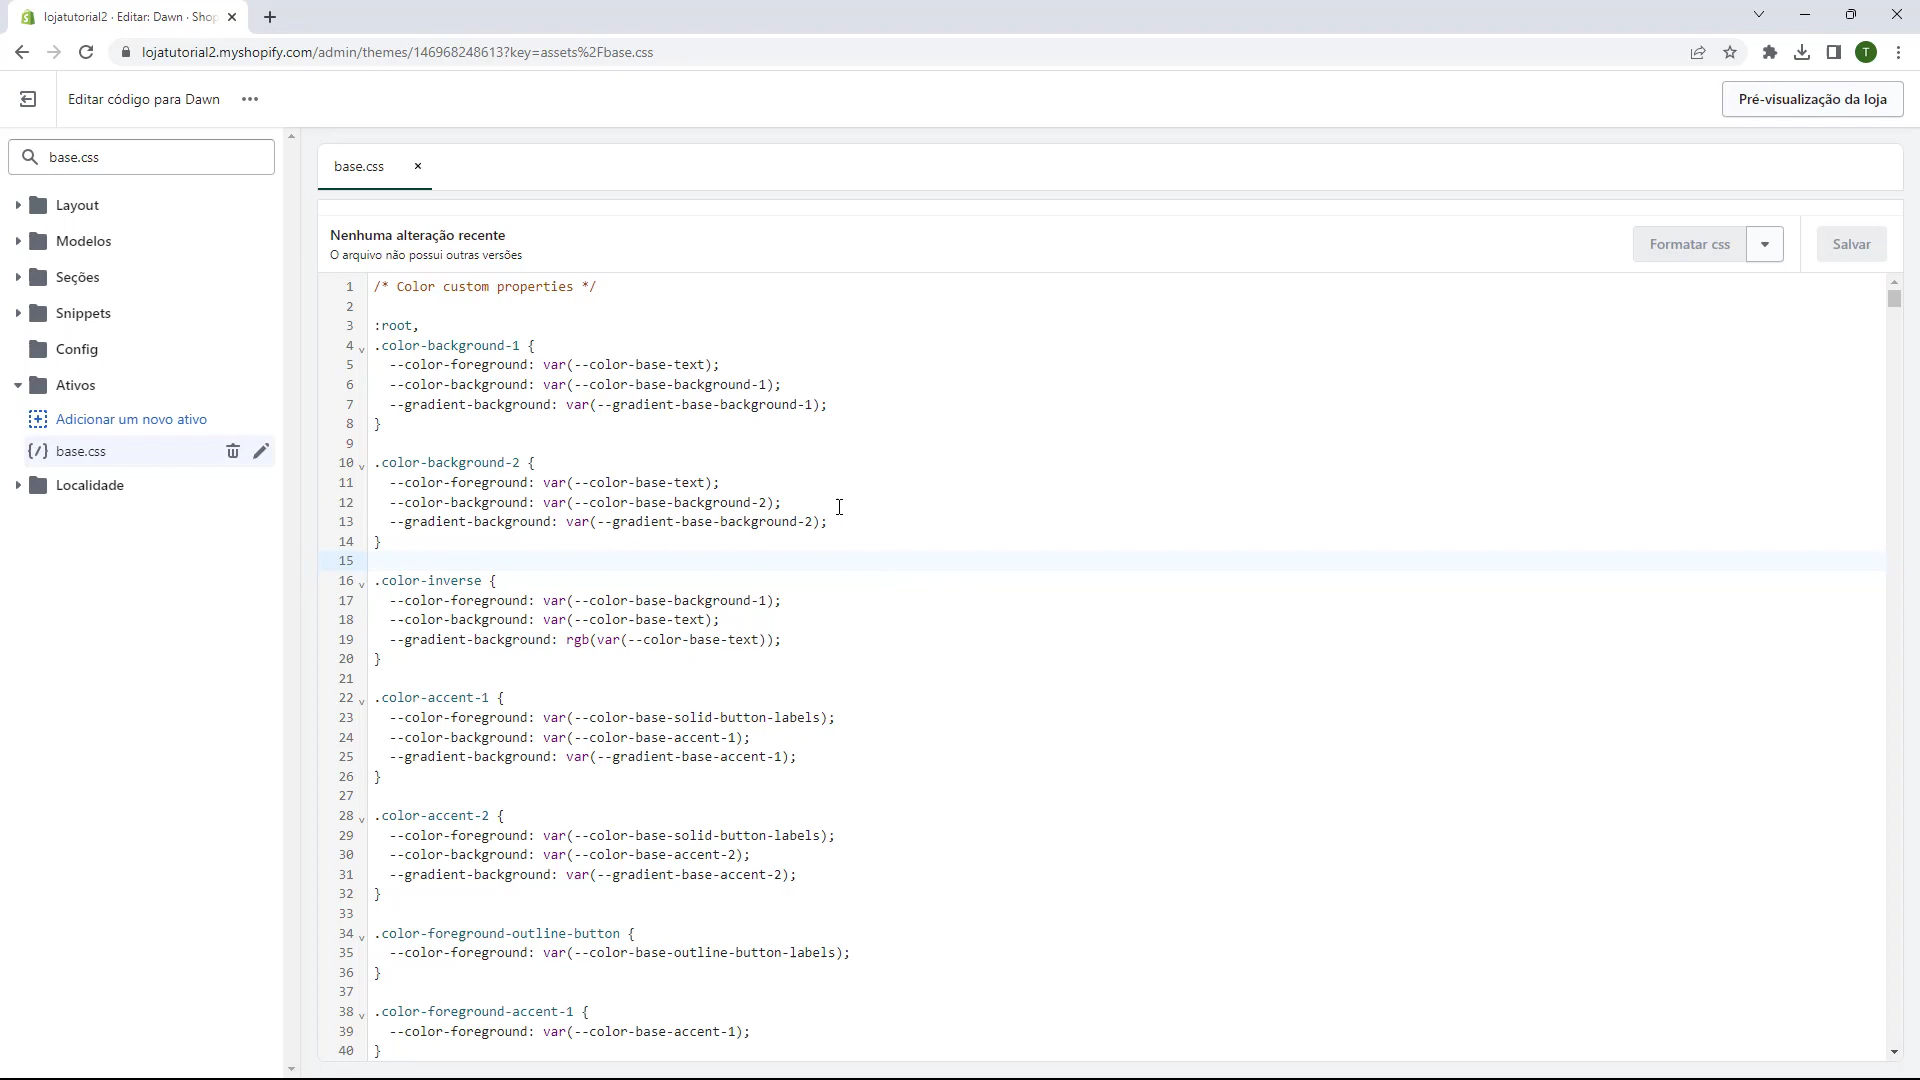 lojatutorial2 · Editar: Dawn · Shop
lojatutorial2.myshopify.com/admin/themes/146968248613?key=assets%2Fbase.css
T
Editar código para Dawn
Pré-visualização da loja
base.css
Layout
Modelos
Seções
Snippets
Config
Ativos
Adicionar um novo ativo
{/} base.css
Localidade
base.css
Nenhuma alteração recente
O arquivo não possui outras versões
Formatar css
Salvar
1 /* Color custom properties */
2
3 :root,
4 .color-background-1 {
5 --color-foreground: var(--color-base-text);
6 --color-background: var(--color-base-background-1);
7 --gradient-background: var(--gradient-base-background-1);
8 }
9
10 .color-background-2 {
11 --color-foreground: var(--color-base-text);
12 --color-background: var(--color-base-background-2);
13 --gradient-background: var(--gradient-base-background-2);
14 }
15
16 .color-inverse {
17 --color-foreground: var(--color-base-background-1);
18 --color-background: var(--color-base-text);
19 --gradient-background: rgb(var(--color-base-text));
20 }
21
22 .color-accent-1 {
23 --color-foreground: var(--color-base-solid-button-labels);
24 --color-background: var(--color-base-accent-1);
25 --gradient-background: var(--gradient-base-accent-1);
26 }
27
28 .color-accent-2 {
29 --color-foreground: var(--color-base-solid-button-labels);
30 --color-background: var(--color-base-accent-2);
31 --gradient-background: var(--gradient-base-accent-2);
32 }
33
34 .color-foreground-outline-button {
35 --color-foreground: var(--color-base-outline-button-labels);
36 }
37
38 .color-foreground-accent-1 {
39 --color-foreground: var(--color-base-accent-1);
40 }